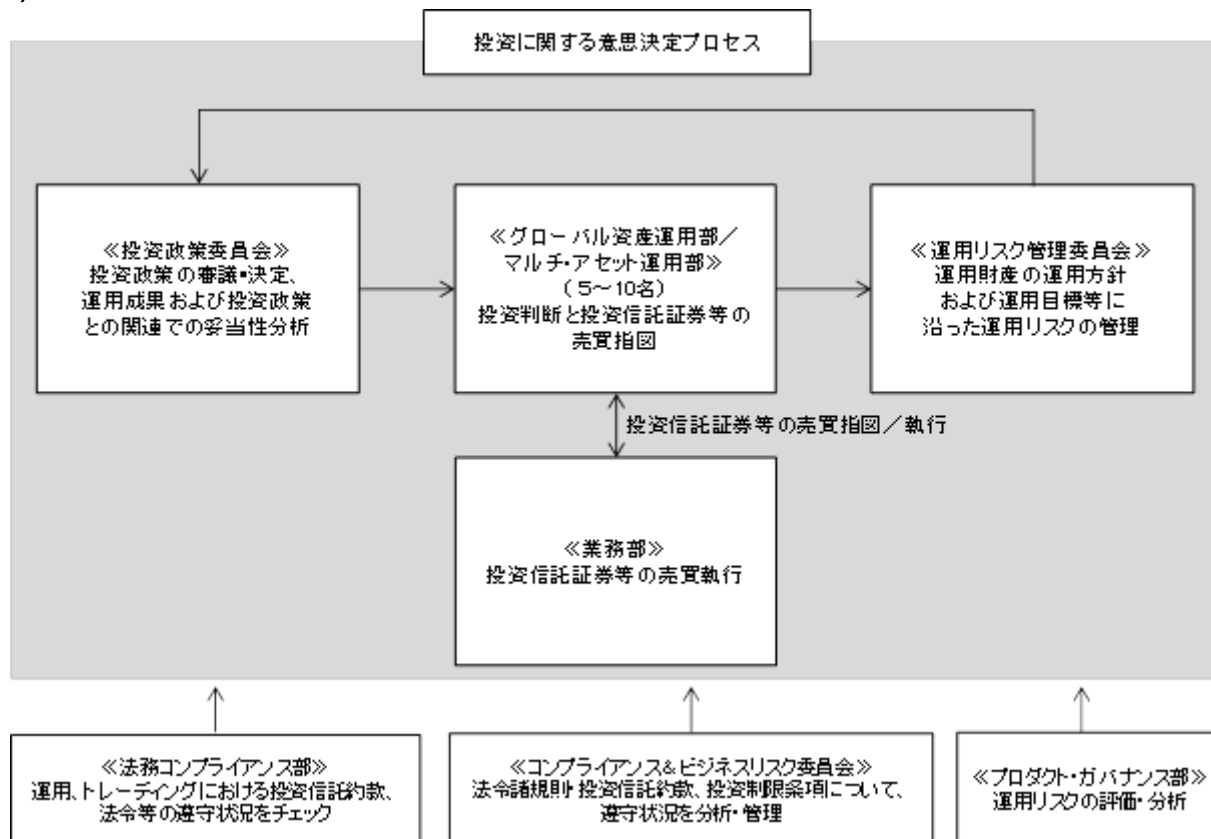 投資に関する意思決定プロセス
≪投資政策委員会≫
投資政策の審議・決定、
運用成果および投資政策
との関連での妥当性分析
≪グローバル資産運用部／
マルチ・アセット運用部≫
（5～10名）
投資判断と投資信託証券等の
売買指図
≪運用リスク管理委員会≫
運用財産の運用方針
および運用目標等に
沿った運用リスクの管理
投資信託証券等の売買指図／執行
≪業務部≫
投資信託証券等の売買執行
≪法務コンプライアンス部≫
運用、トレーディングにおける投資信託約款、
法令等の遵守状況をチェック
≪コンプライアンス&ビジネスリスク委員会≫
法令諸規則・投資信託約款、投資制限条項について、
遵守状況を分析・管理
≪プロダクト・ガバナンス部≫
運用リスクの評価・分析